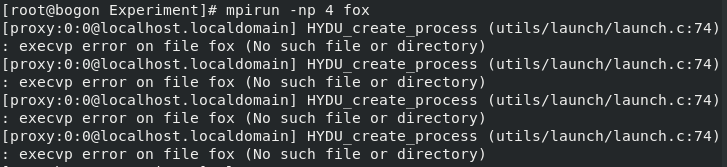 [root@bogon Experiment]# mpirun -np 4 fox
[proxy:0:0@localhost.localdomain] HYDU_create_process (utils/launch/launch.c:74)
: execvp error on file fox (No such file or directory)
[proxy:0:0@localhost.localdomain] HYDU_create_process (utils/launch/launch.c:74)
: execvp error on file fox (No such file or directory)
[proxy:0:0@localhost.localdomain] HYDU_create_process (utils/launch/launch.c:74)
: execvp error on file fox (No such file or directory)
[proxy:0:0@localhost.localdomain] HYDU_create_process (utils/launch/launch.c:74)
: execvp error on file fox (No such file or directory)